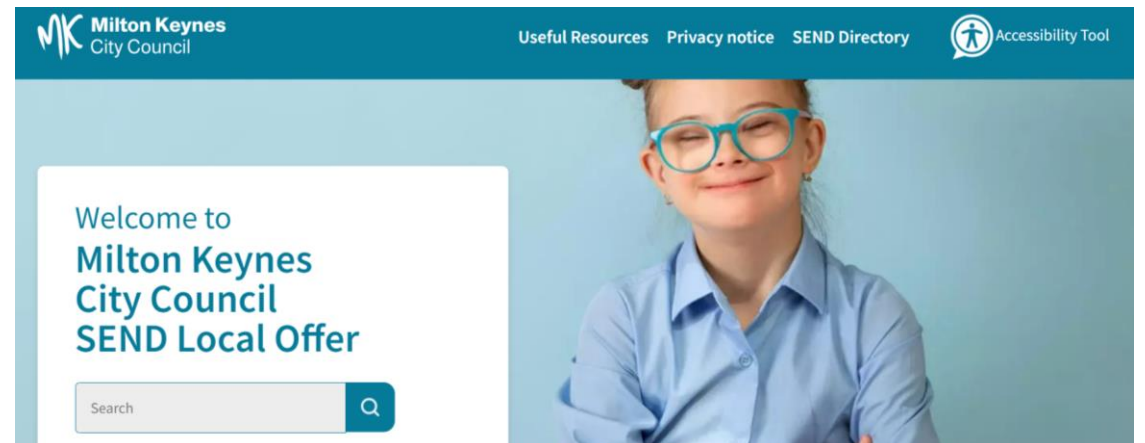 Milton Keynes
City Council
Useful Resources Privacy notice SEND Directory Accessibility Tool
Welcome to
Milton Keynes
City Council
SEND Local Offer
Search